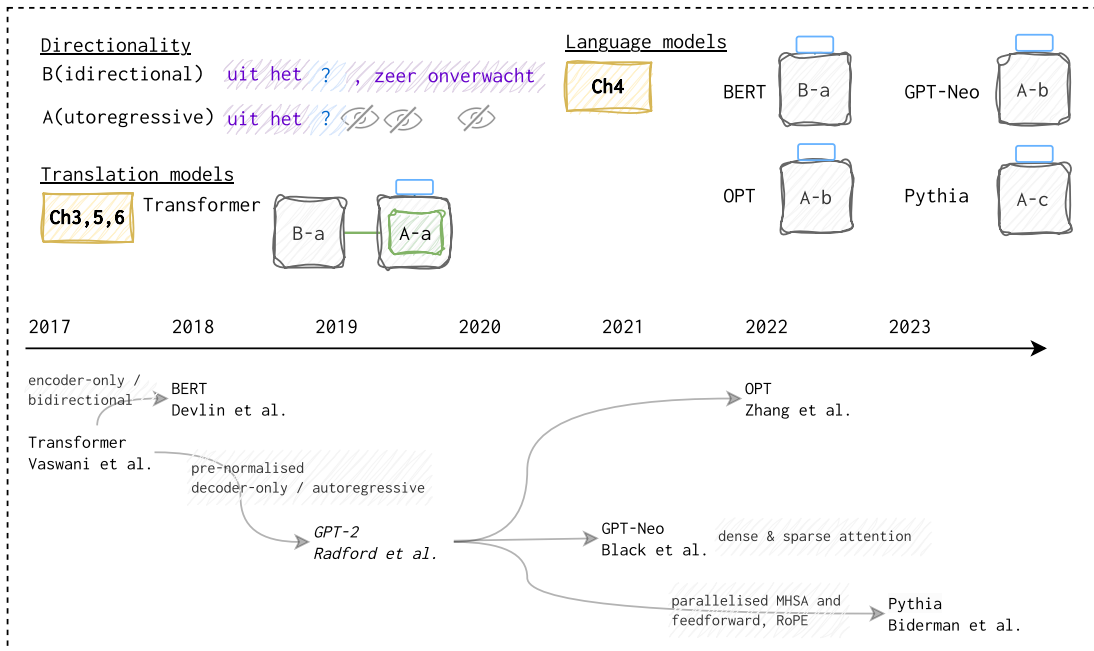 Directionality
B(idirectional) uit het ? , zeer onverwacht
A(utoregressive) uit het ?
Translation models
Ch3,5,6
Transformer
B-a
A-a
Language models
Ch4
BERT
B-a
GPT-Neo
A-b
OPT
A-b
Pythia
A-c
2017 2018 2019 2020 2021 2022 2023
encoder-only /
bidirectional
BERT
Devlin et al.
Transformer
Vaswani et al.
pre-normalised
decoder-only / autoregressive
GPT-2
Radford et al.
OPT
Zhang et al.
GPT-Neo
Black et al.
dense & sparse attention
parallelised MHSA and
feedforward, RoPE
Pythia
Biderman et al.